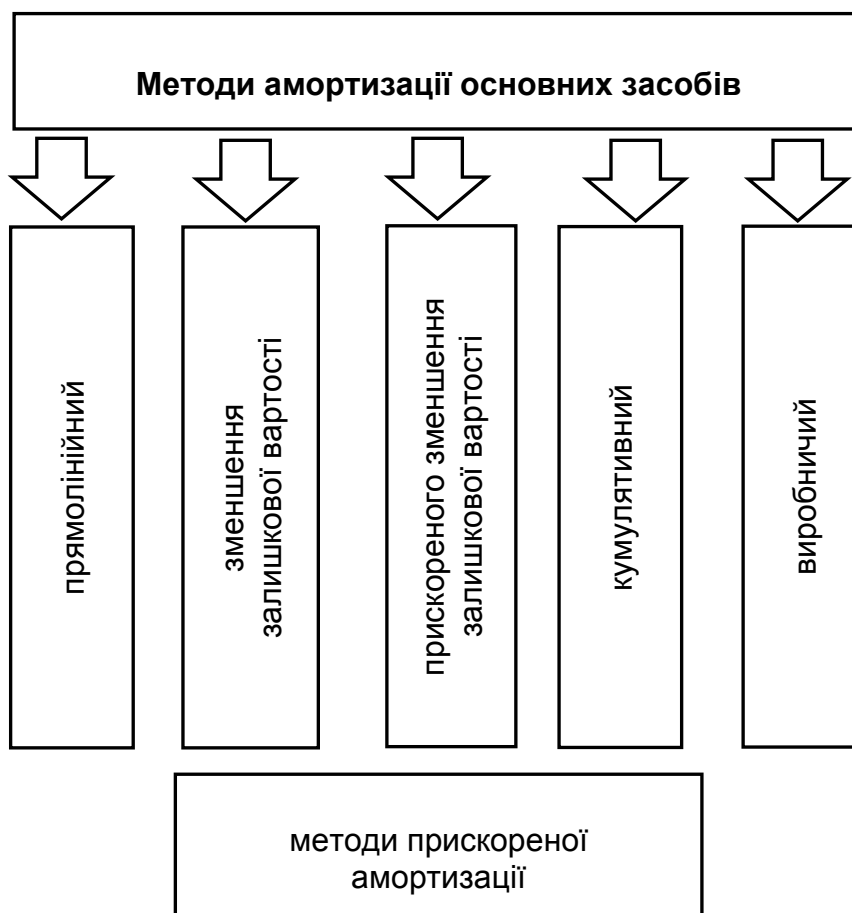 Методи амортизації основних засобів
прямолінійний
зменшення
залишкової вартості
прискореного зменшення
залишкової вартості
кумулятивний
виробничий
методи прискореної
амортизації